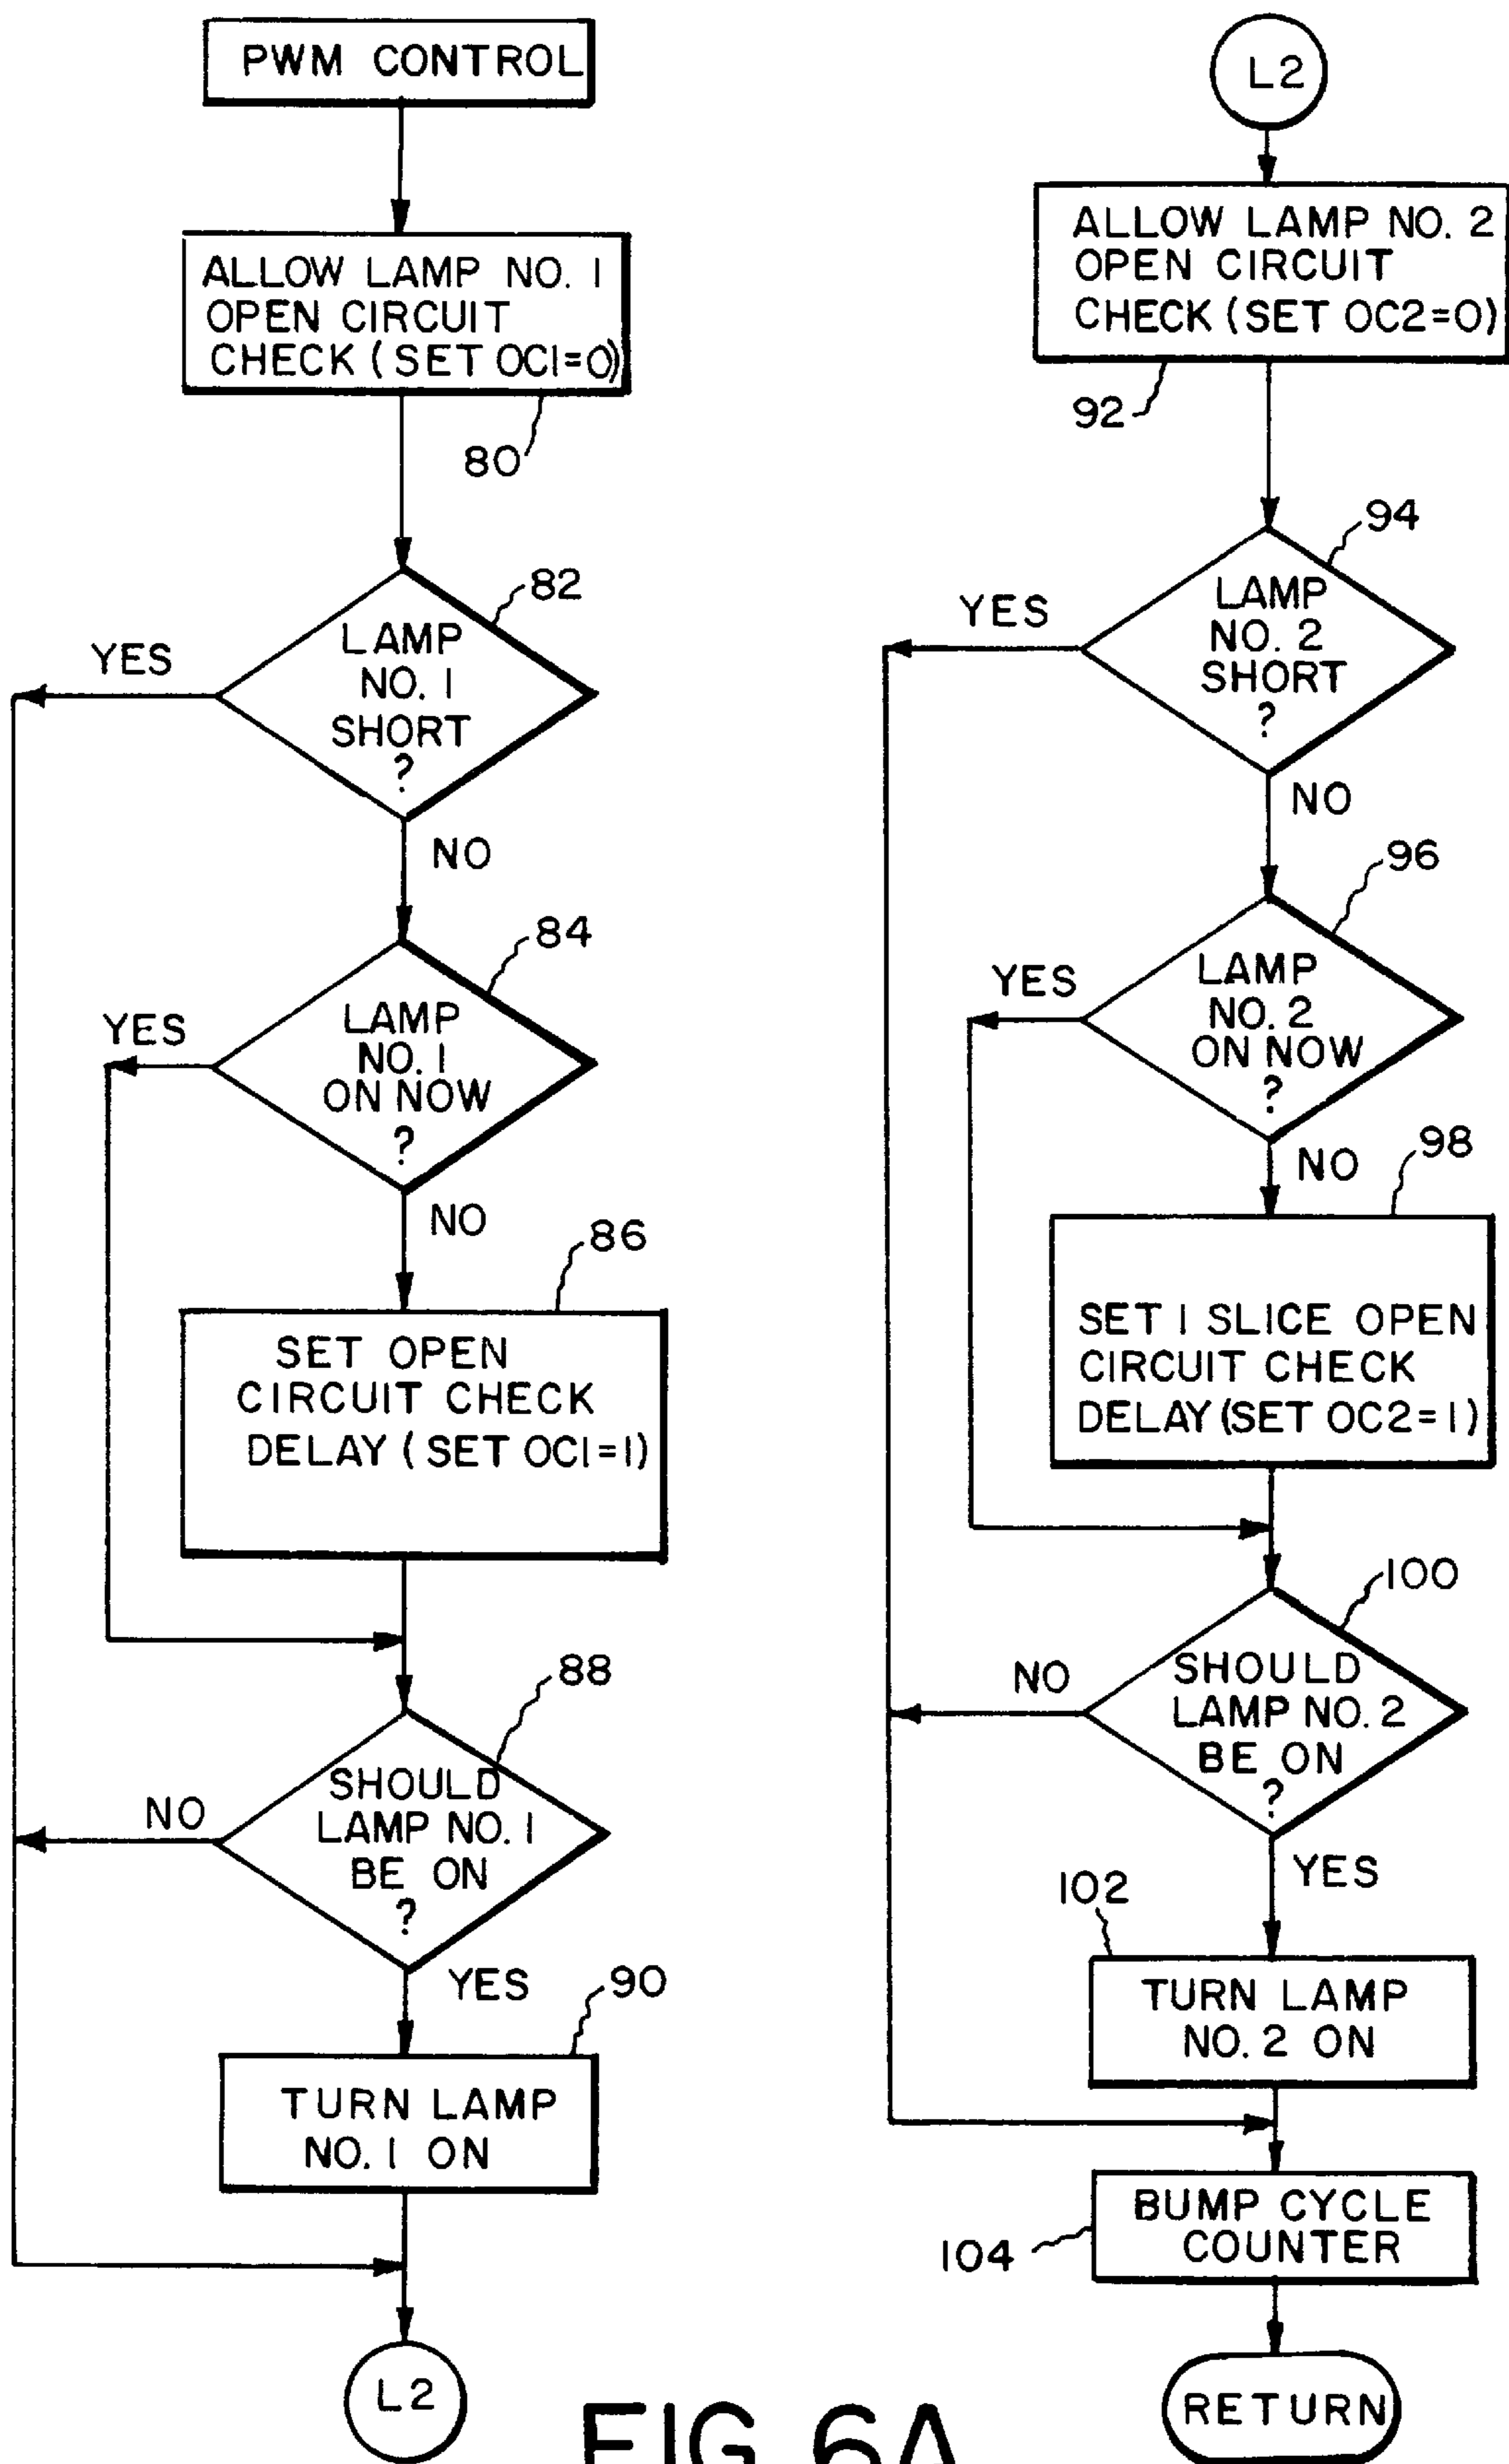 PWM CONTROL
ALLOW LAMP NO. 1
OPEN CIRCUIT
CHECK (SET OC1=0)
80
82
LAMP
NO. 1
SHORT
?
YES
NO
84
LAMP
NO. 1
ON NOW
?
YES
NO
86
SET OPEN
CIRCUIT CHECK
DELAY (SET OC1=1)
88
SHOULD
LAMP NO. 1
BE ON
?
NO
YES
90
TURN LAMP
NO. 1 ON
L2
L2
ALLOW LAMP NO. 2
OPEN CIRCUIT
CHECK (SET OC2=0)
92
94
LAMP
NO. 2
SHORT
?
YES
NO
96
LAMP
NO. 2
ON NOW
?
YES
NO
98
SET 1 SLICE OPEN
CIRCUIT CHECK
DELAY (SET OC2=1)
100
SHOULD
LAMP NO. 2
BE ON
?
NO
YES
102
TURN LAMP
NO. 2 ON
BUMP CYCLE
COUNTER
104
RETURN
FIG 6A